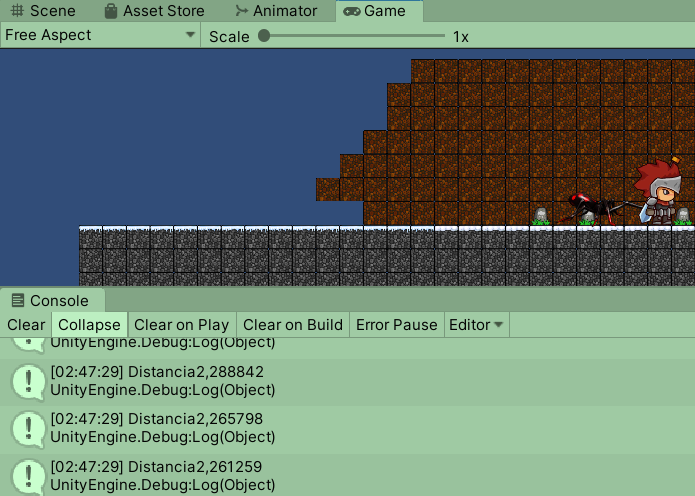 Scene Asset Store Animator Game
Free Aspect Scale 1x
Console
Clear Collapse Clear on Play Clear on Build Error Pause Editor
UnityEngine.Debug:Log(Object)
[02:47:29] Distancia2,288842
UnityEngine.Debug:Log(Object)
[02:47:29] Distancia2,265798
UnityEngine.Debug:Log(Object)
[02:47:29] Distancia2,261259
UnityEngine.Debug:Log(Object)